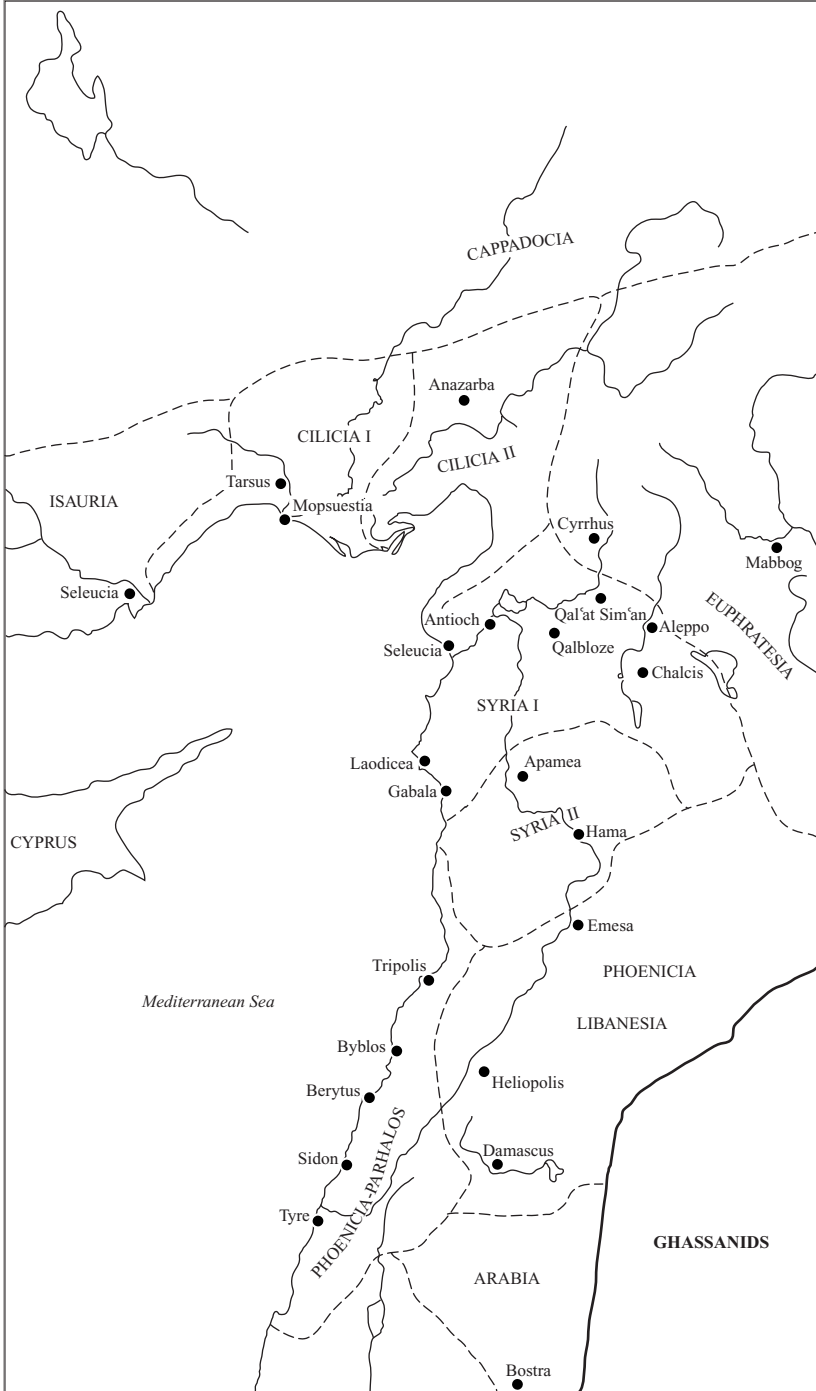 CAPPADOCIA
Anazarba
CILICIA I
CILICIA II
Tarsus
ISAURIA
Mopsuestia
Cyrrhus
Mabbog
Seleucia
EUPHRATESIA
Qalʿat Simʿan
Antioch
Aleppo
Qalbloze
Seleucia
Chalcis
SYRIA I
Laodicea
Apamea
Gabala
SYRIA II
Hama
CYPRUS
Emesa
Tripolis
PHOENICIA
Mediterranean Sea
LIBANESIA
Byblos
Heliopolis
Berytus
PHOENICIA-PARHALOS
Damascus
Sidon
Tyre
GHASSANIDS
ARABIA
Bostra